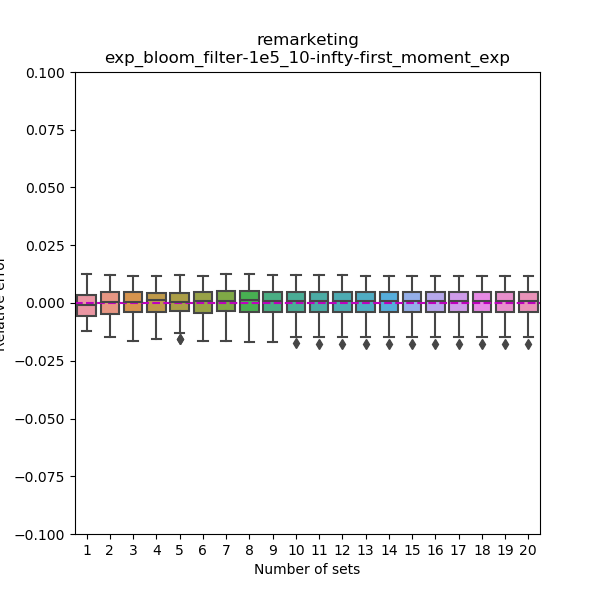 remarketing
exp_bloom_filter-1e5_10-infty-first_moment_exp
0.100
0.075
0.050
0.025
0.000
−0.025
−0.050
−0.075
−0.100
Relative error
1 2 3 4 5 6 7 8 9 10 11 12 13 14 15 16 17 18 19 20
Number of sets